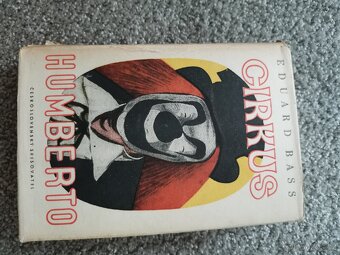 EDUARD BASS
CIRKUS
HUMBERTO
ČESKOSLOVENSKÝ SPISOVATEL